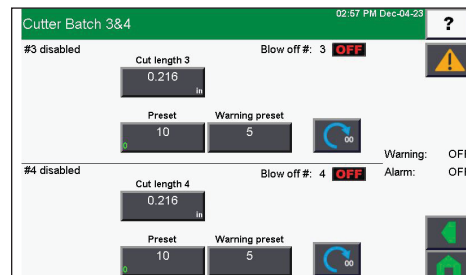 Cutter Batch 3&4
02:57 PM Dec-04-23
?
#3 disabled
Blow off #: 3 OFF
Cut length 3
0.216
in
Preset
Warning preset
10
5
0
00
Warning: OFF
#4 disabled
Blow off #: 4 OFF
Alarm: OFF
Cut length 4
0.216
in
Preset
Warning preset
10
5
0
00